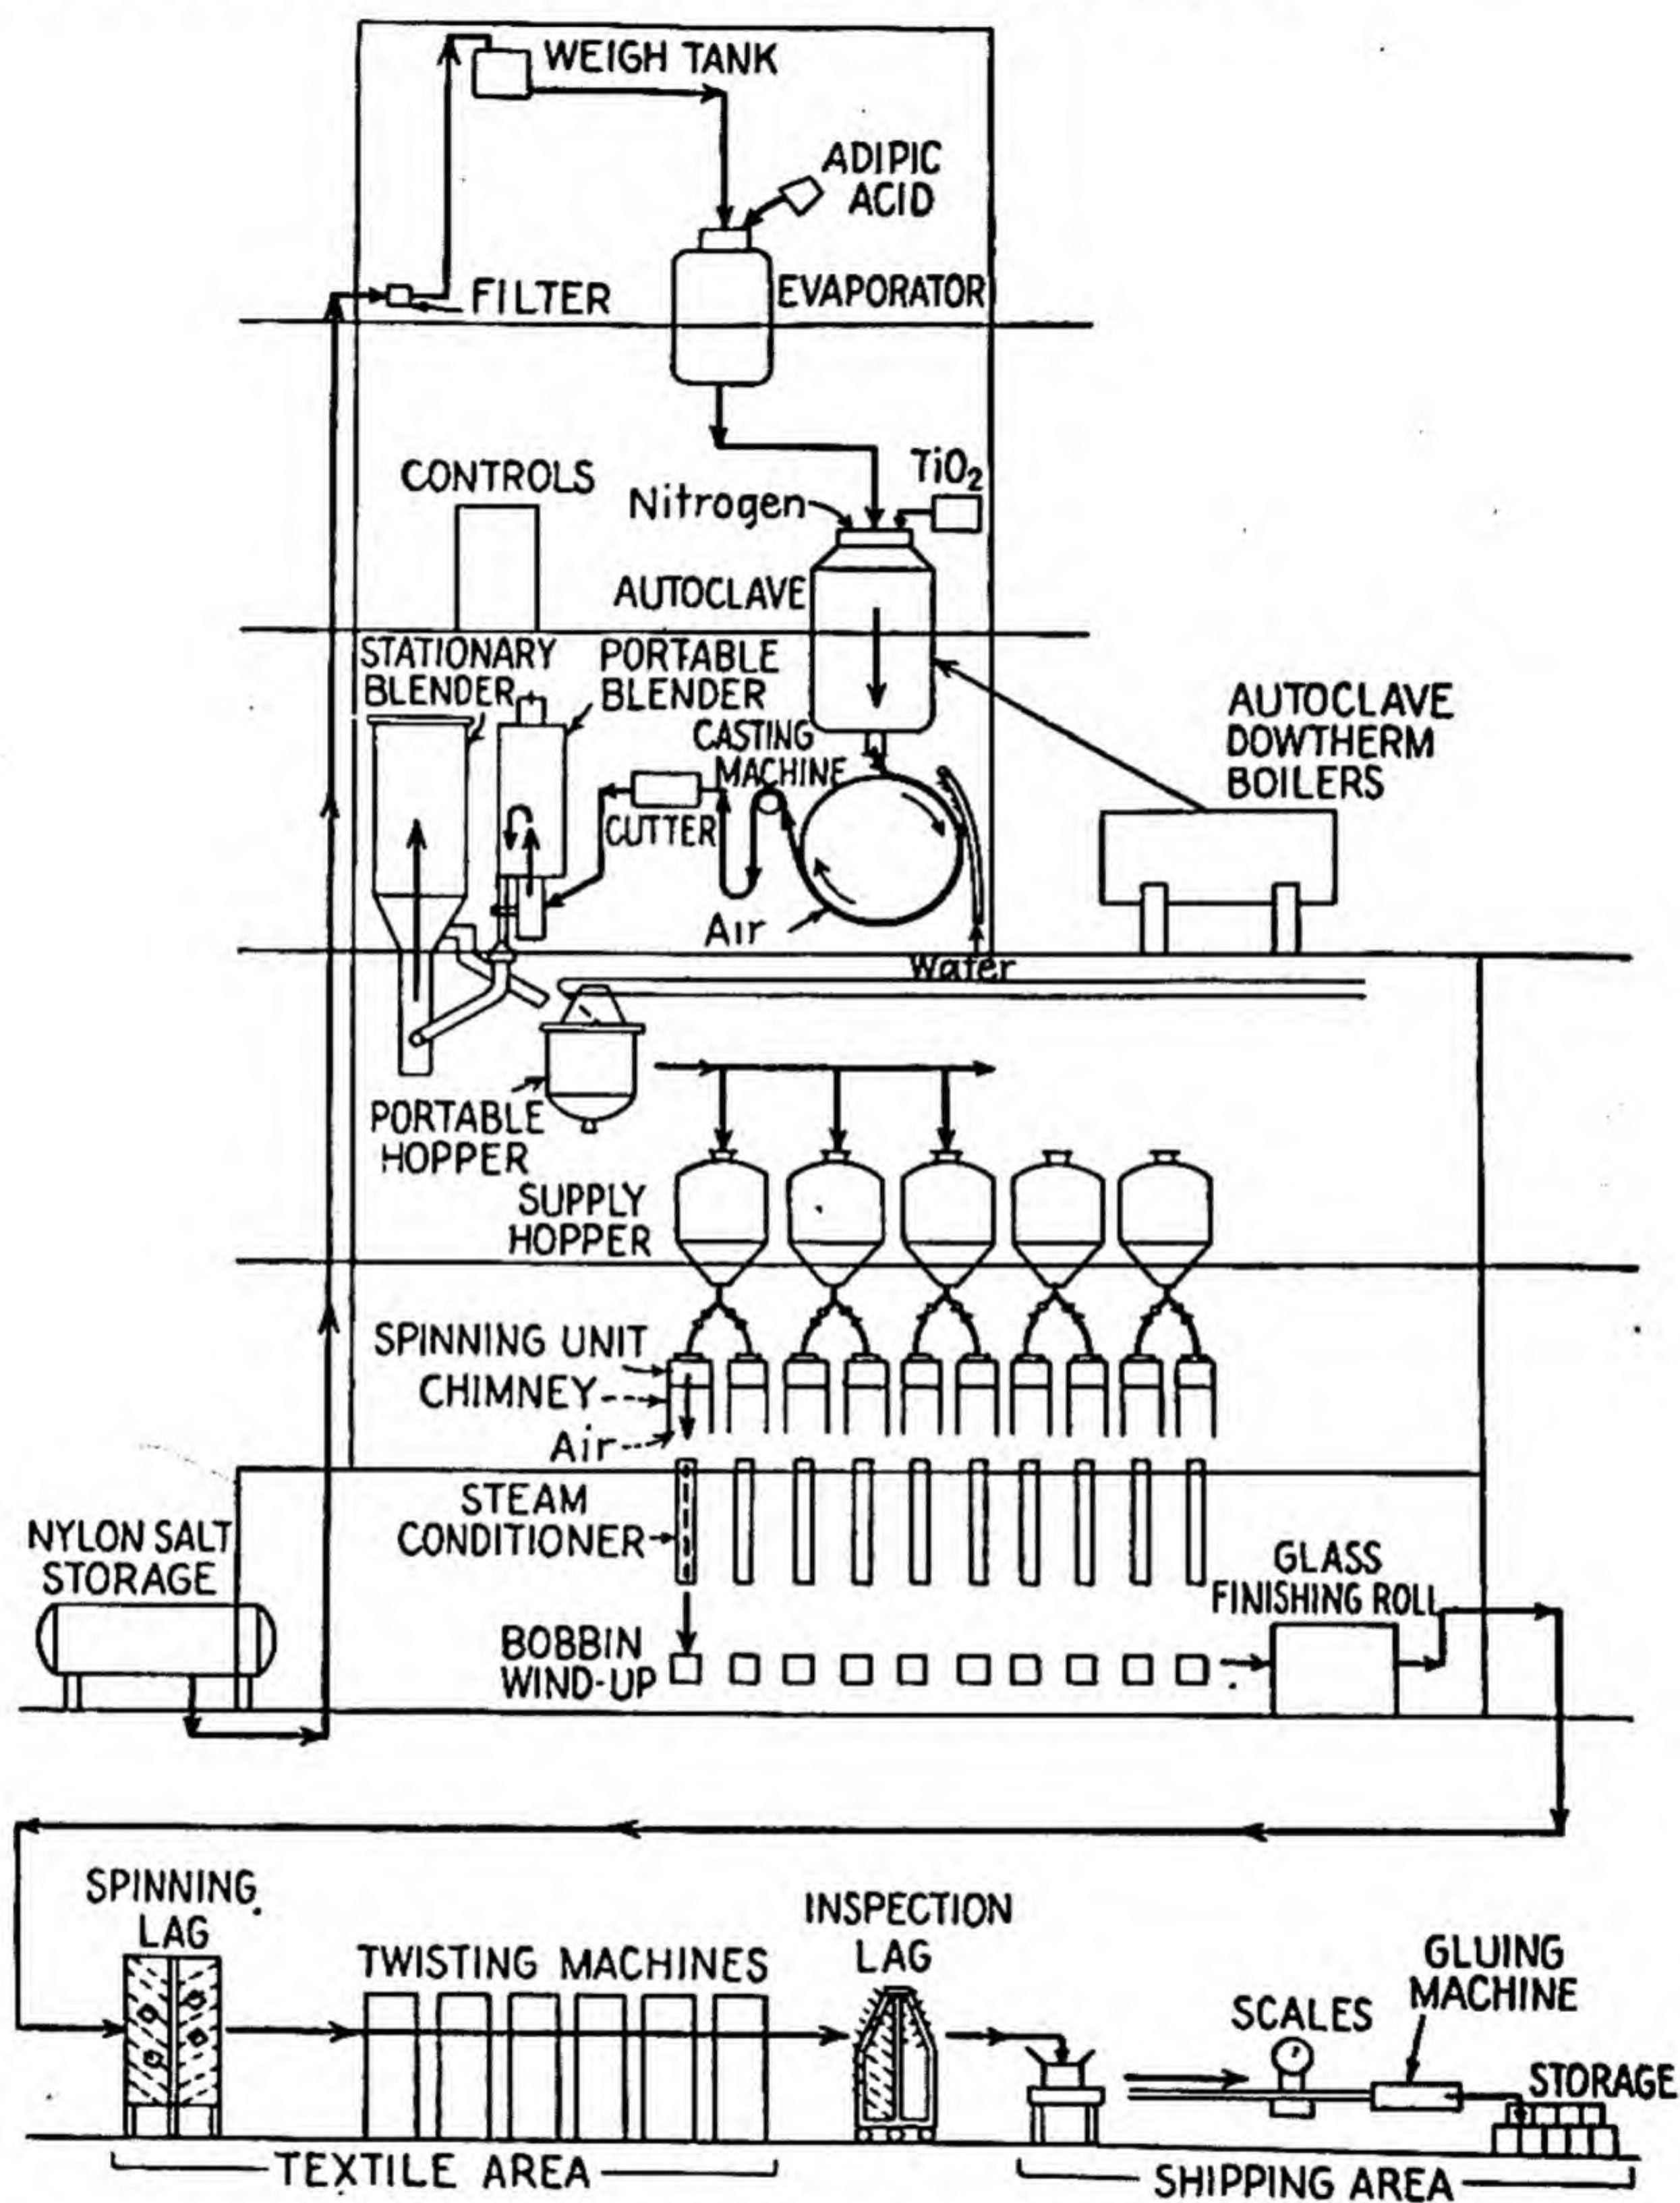 WEIGH TANK
ADIPIC
ACID
EVAPORATOR
FILTER
CONTROLS
TiO2
Nitrogen
AUTOCLAVE
STATIONARY
BLENDER
PORTABLE
BLENDER
CASTING
MACHINE
AUTOCLAVE
DOWTHERM
BOILERS
CUTTER
Air
Water
PORTABLE
HOPPER
SUPPLY
HOPPER
SPINNING UNIT
CHIMNEY
Air
STEAM
CONDITIONER
NYLON SALT
STORAGE
GLASS
FINISHING ROLL
BOBBIN
WIND-UP
SPINNING
LAG
TWISTING MACHINES
INSPECTION
LAG
SCALES
GLUING
MACHINE
STORAGE
TEXTILE AREA
SHIPPING AREA